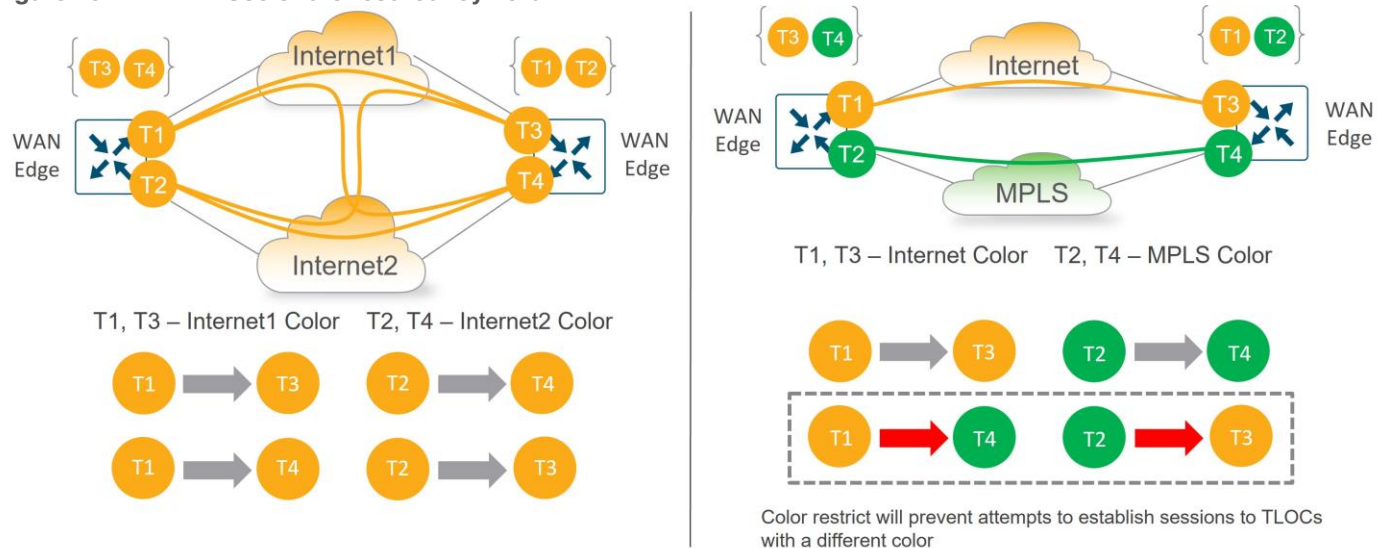 Internet1
T3 T4
T1 T2
T1
T3
WAN
Edge
WAN
Edge
T2
T4
Internet2
T1, T3 – Internet1 Color T2, T4 – Internet2 Color
T1 T3 T2 T4
T1 T4 T2 T3
T3 T4
T1 T2
Internet
T1
T3
WAN
Edge
WAN
Edge
T2
T4
MPLS
T1, T3 – Internet Color T2, T4 – MPLS Color
T1 T3 T2 T4
T1 T4 T2 T3
Color restrict will prevent attempts to establish sessions to TLOCs
with a different color